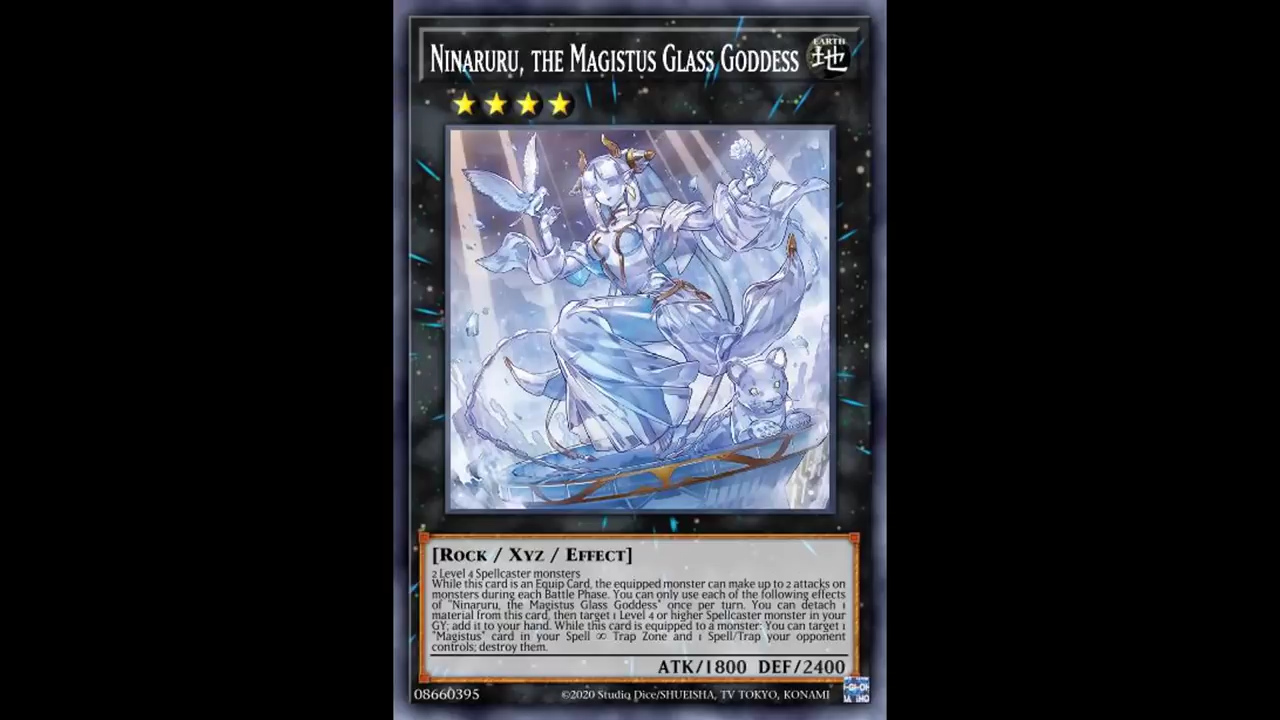 NINARURU, THE MAGISTUS GLASS GODDESS
EARTH
地
[ROCK / XYZ / EFFECT]
2 Level 4 Spellcaster monsters
While this card is an Equip Card, the equipped monster can make up to 2 attacks on
monsters during each Battle Phase. You can only use each of the following effects
of "Ninaruru, the Magistus Glass Goddess" once per turn. You can detach 1
material from this card, then target 1 Level 4 or higher Spellcaster monster in your
GY; add it to your hand. While this card is equipped to a monster: You can target 1
"Magistus" card in your Spell ∞ Trap Zone and 1 Spell/Trap your opponent
controls; destroy them.
ATK/1800 DEF/2400
08660395
©2020 Studio Dice/SHUEISHA, TV TOKYO, KONAMI